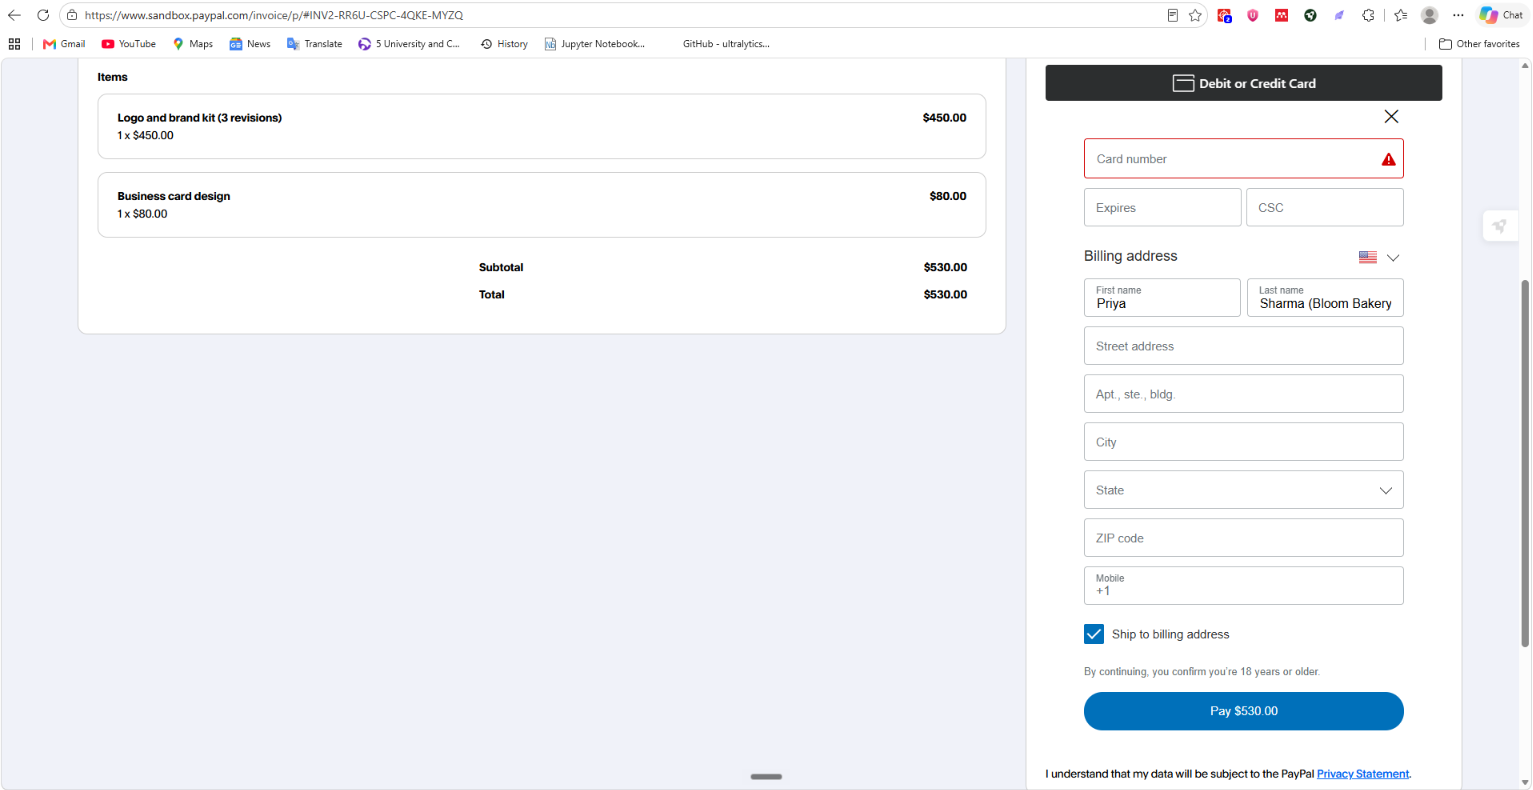 https://www.sandbox.paypal.com/invoice/p/#INV2-RR6U-CSPC-4QKE-MYZQ
2
Chat
Gmail
YouTube
Maps
News
Translate
5 University and C...
History
Jupyter Notebook...
GitHub - ultralytics...
Other favorites
Items
Logo and brand kit (3 revisions) $450.00
1 x $450.00
Business card design $80.00
1 x $80.00
Subtotal $530.00
Total $530.00
Debit or Credit Card
Card number
Expires
CSC
Billing address
First name
Priya
Last name
Sharma (Bloom Bakery
Street address
Apt., ste., bldg.
City
State
ZIP code
Mobile
+1
Ship to billing address
By continuing, you confirm you're 18 years or older.
Pay $530.00
I understand that my data will be subject to the PayPal Privacy Statement.